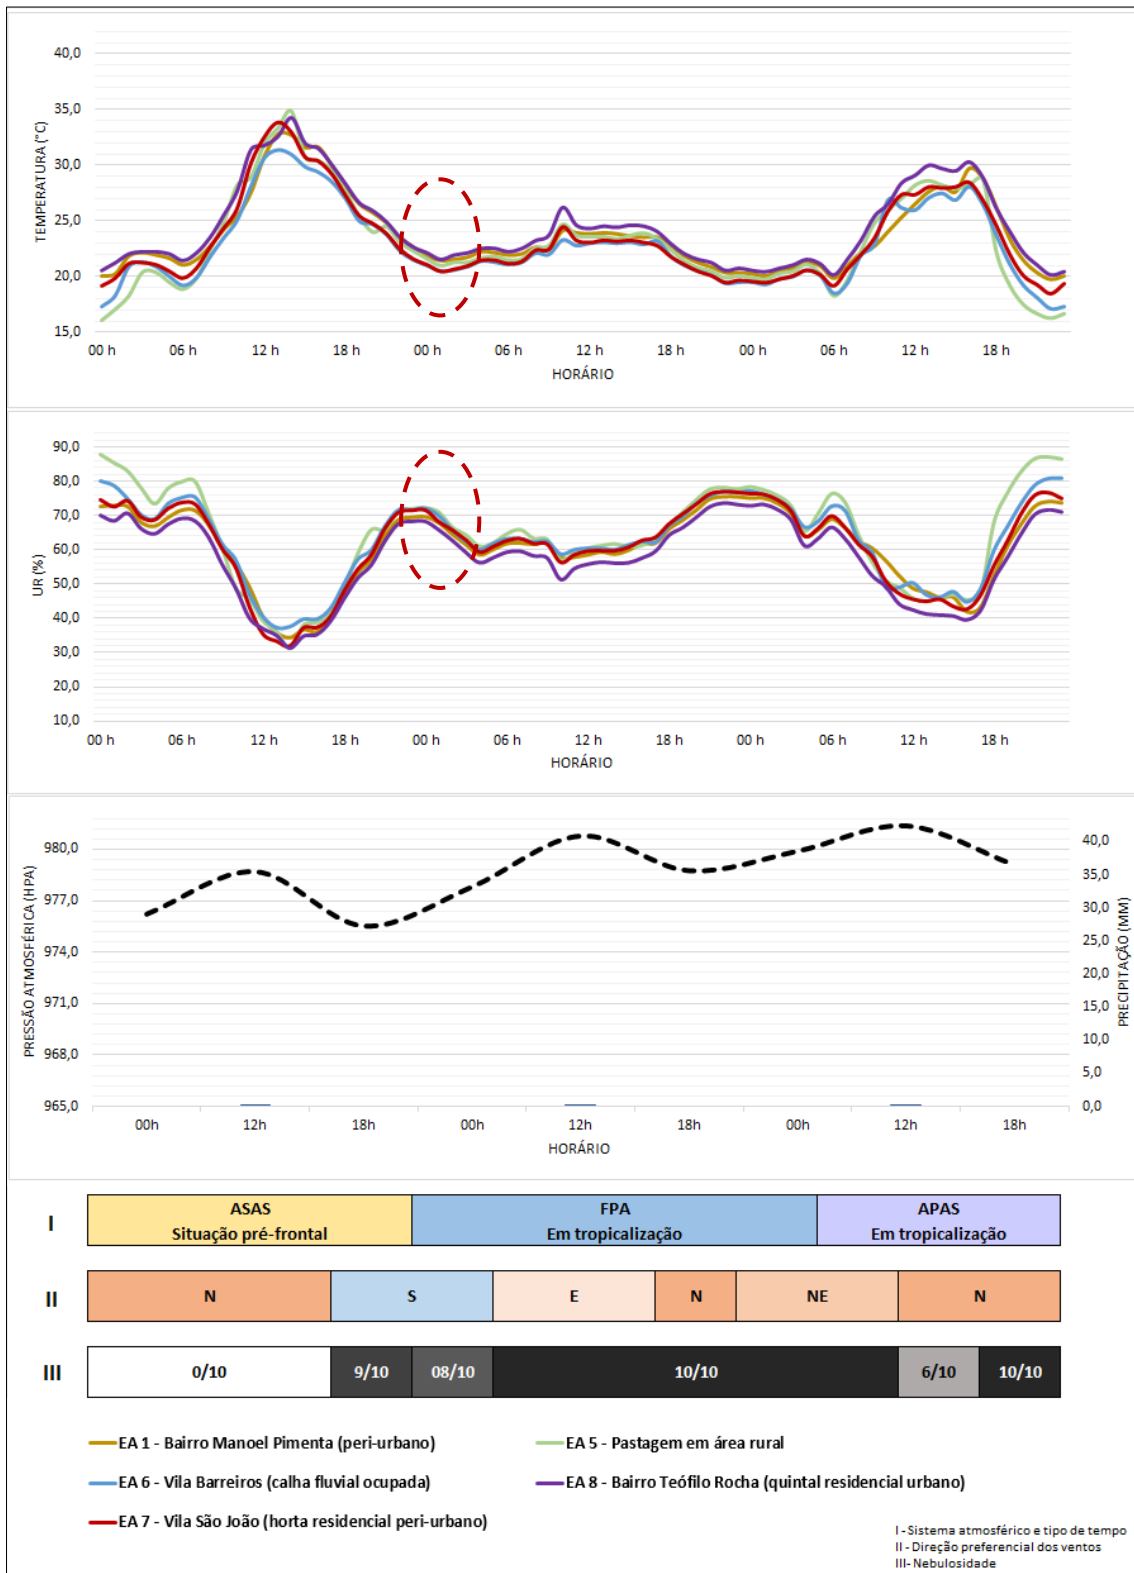 40,0
35,0
30,0
25,0
20,0
15,0
TEMPERATURA (°C)
00 h 06 h 12 h 18 h 00 h 06 h 12 h 18 h 00 h 06 h 12 h 18 h
HORÁRIO
90,0
80,0
70,0
60,0
50,0
40,0
30,0
20,0
10,0
UR (%)
00 h 06 h 12 h 18 h 00 h 06 h 12 h 18 h 00 h 06 h 12 h 18 h
HORÁRIO
980,0
977,0
974,0
971,0
968,0
965,0
PRESSÃO ATMOSFÉRICA (HPA)
40,0
35,0
30,0
25,0
20,0
15,0
10,0
5,0
0,0
PRECIPITAÇÃO (MM)
00h 12h 18h 00h 12h 18h 00h 12h 18h
HORÁRIO
I
ASAS
Situação pré-frontal
FPA
Em tropicalização
APAS
Em tropicalização
II
N S E N NE N
III
0/10 9/10 08/10 10/10 6/10 10/10
EA 1 - Bairro Manoel Pimenta (peri-urbano)
EA 5 - Pastagem em área rural
EA 6 - Vila Barreiros (calha fluvial ocupada)
EA 8 - Bairro Teófilo Rocha (quintal residencial urbano)
EA 7 - Vila São João (horta residencial peri-urbano)
I - Sistema atmosférico e tipo de tempo
II - Direção preferencial dos ventos
III- Nebulosidade